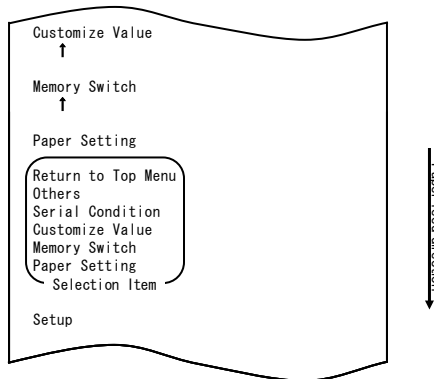 Customize Value
↑
Memory Switch
↑
Paper Setting
Return to Top Menu
Others
Serial Condition
Customize Value
Memory Switch
Paper Setting
Selection Item
Setup